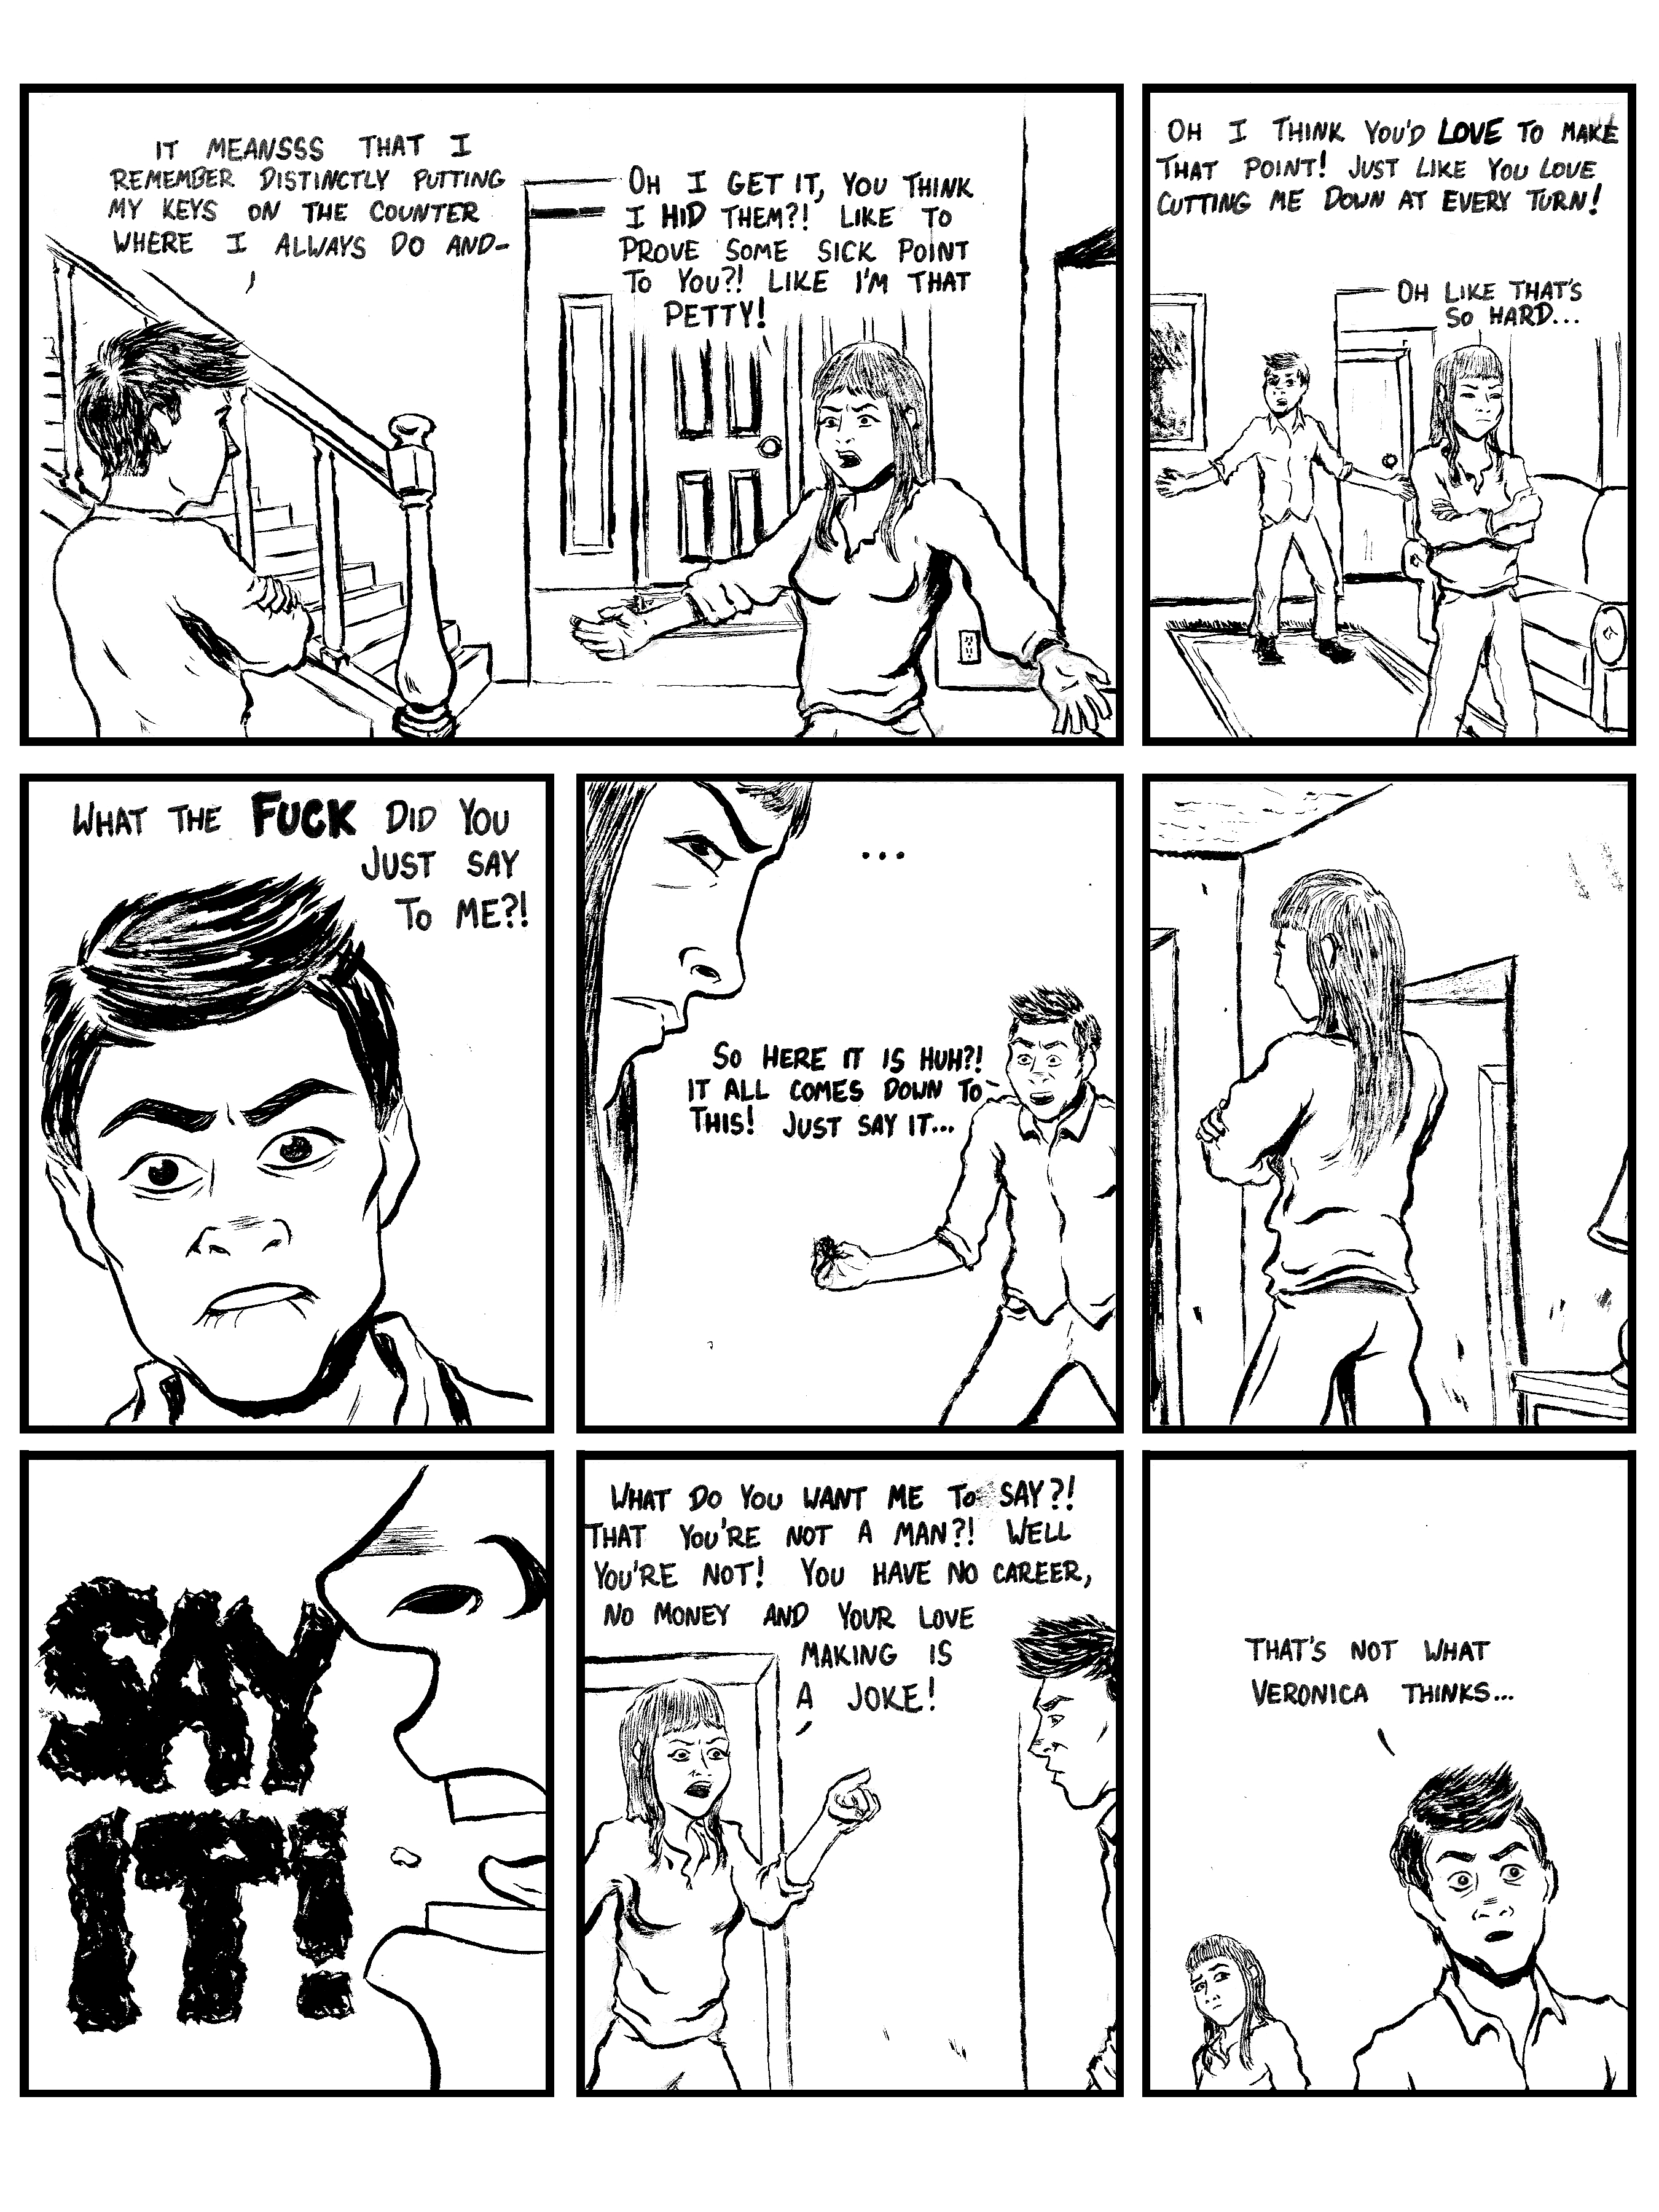 IT MEANSSS THAT I
REMEMBER DISTINCTLY PUTTING
MY KEYS ON THE COUNTER
WHERE I ALWAYS DO AND-
OH I GET IT, YOU THINK
I HID THEM?! LIKE TO
PROVE SOME SICK POINT
TO YOU?! LIKE I'M THAT
PETTY!
OH I THINK YOU'D LOVE TO MAKE
THAT POINT! JUST LIKE YOU LOVE
CUTTING ME DOWN AT EVERY TURN!
OH LIKE THAT'S
SO HARD...
WHAT THE FUCK DID YOU
JUST SAY
TO ME?!
...
SO HERE IT IS HUH?!
IT ALL COMES DOWN TO
THIS! JUST SAY IT...
SAY
IT!
WHAT DO YOU WANT ME TO SAY?!
THAT YOU'RE NOT A MAN?! WELL
YOU'RE NOT! YOU HAVE NO CAREER,
NO MONEY AND YOUR LOVE
MAKING IS
A JOKE!
THAT'S NOT WHAT
VERONICA THINKS...